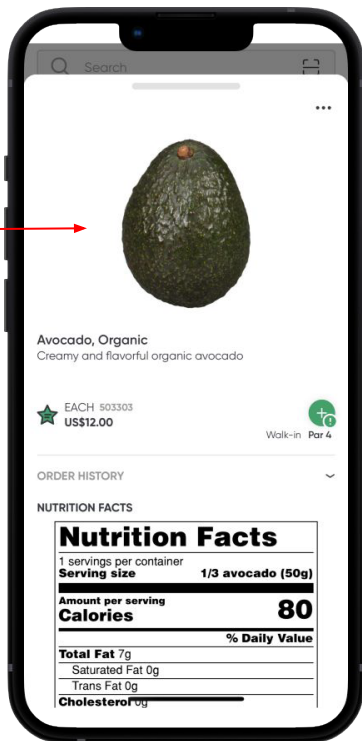 Search
Avocado, Organic
Creamy and flavorful organic avocado
EACH 503303
US$12.00
Walk-in Par 4
ORDER HISTORY
NUTRITION FACTS
Nutrition Facts
1 servings per container
Serving size 1/3 avocado (50g)
Amount per serving
Calories 80
% Daily Value
Total Fat 7g
Saturated Fat 0g
Trans Fat 0g
Cholesterol 0g